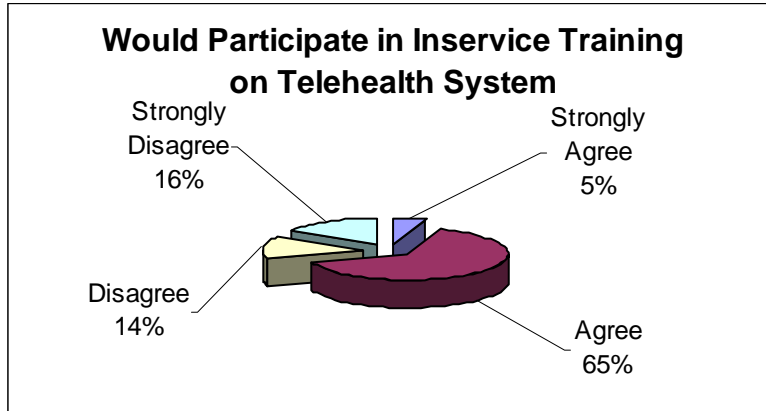 Would Participate in Inservice Training
on Telehealth System
Strongly
Disagree
16%
Strongly
Agree
5%
Disagree
14%
Agree
65%